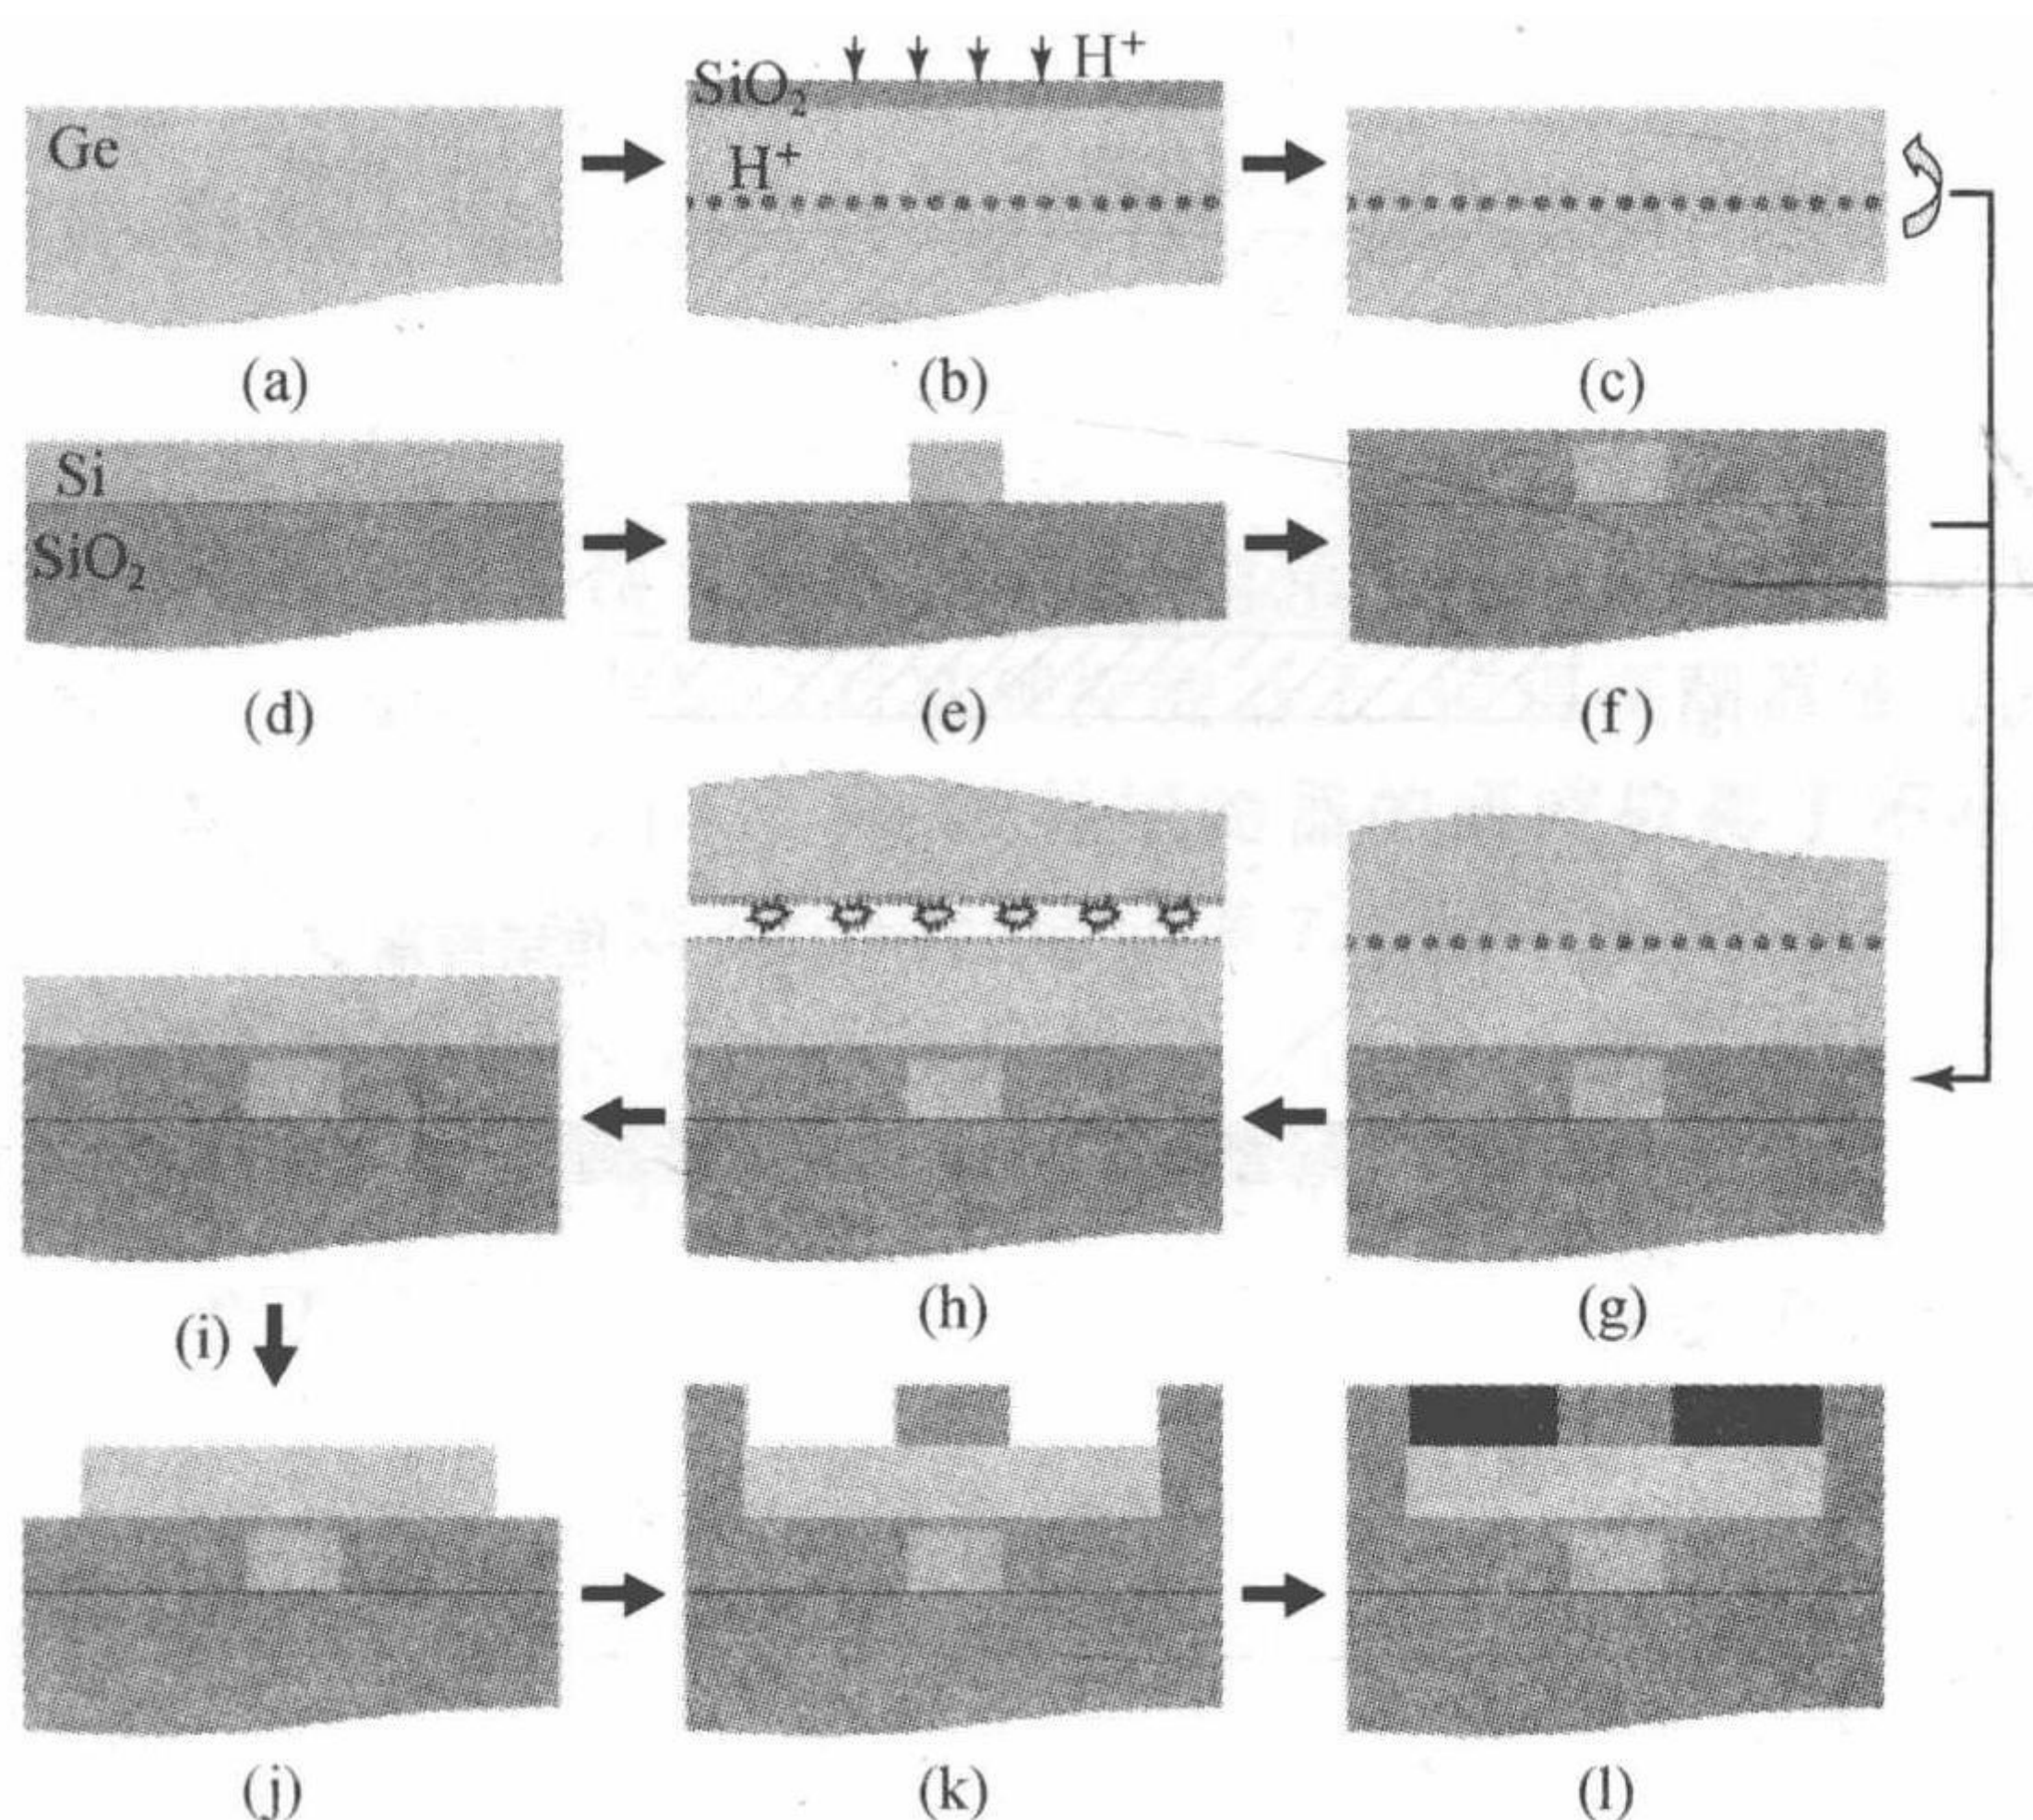 SiO₂ H⁺
Ge
H⁺
(a) (b) (c)
Si
SiO₂
(d) (e) (f)
(i) (h) (g)
(j) (k) (l)